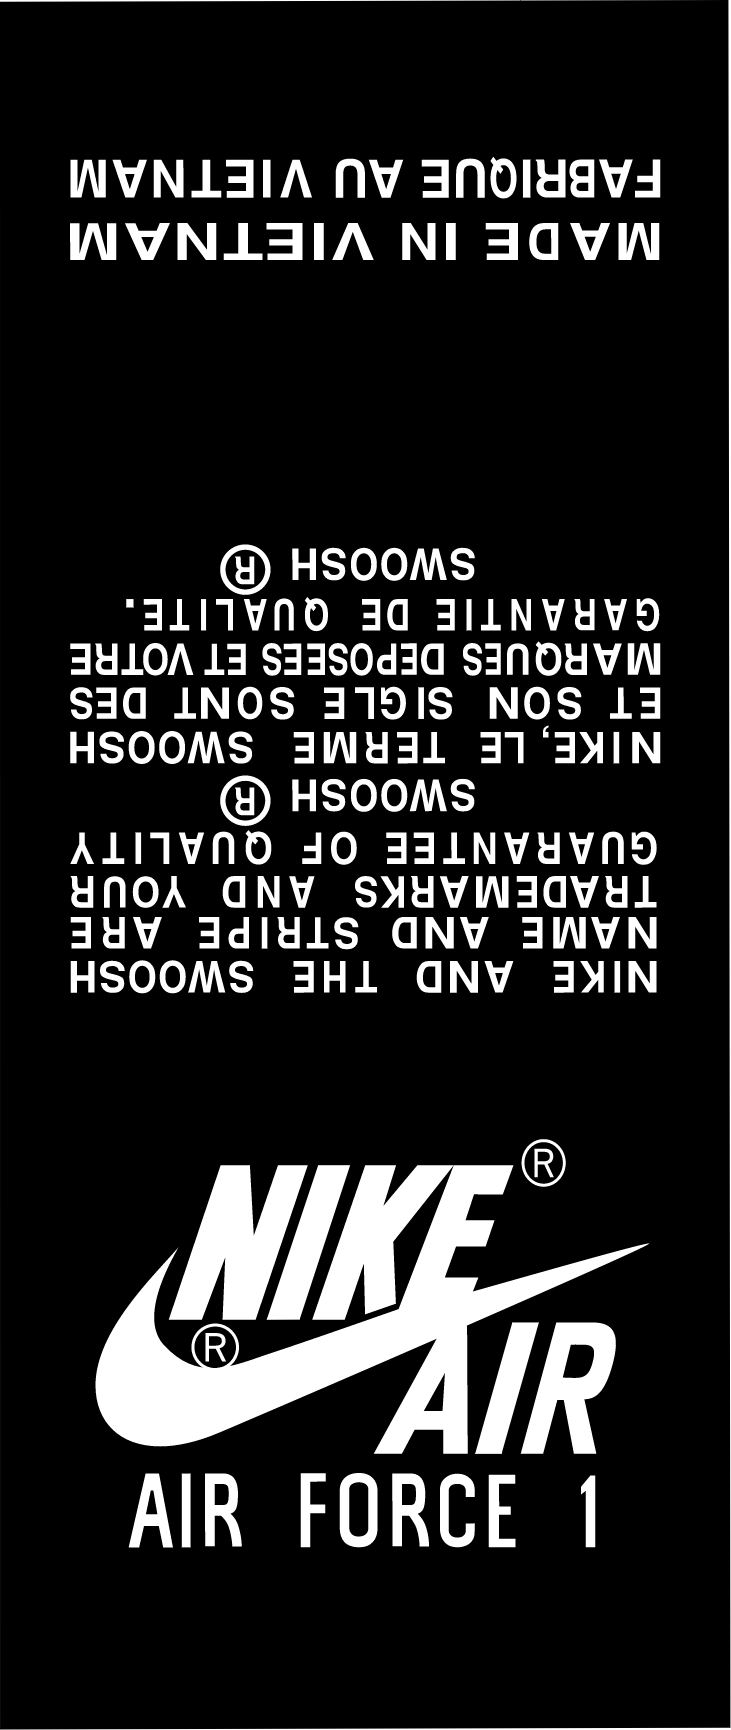 NIKE ®
®
AIR
AIR FORCE 1
NIKE AND THE SWOOSH
NAME AND STRIPE ARE
TRADEMARKS AND YOUR
GUARANTEE OF QUALITY
SWOOSH ®
NIKE, LE TERME SWOOSH
ET SON SIGLE SONT DES
MARQUES DEPOSEES ET VOTRE
GARANTIE DE QUALITE.
SWOOSH ®
MADE IN VIETNAM
FABRIQUE AU VIETNAM